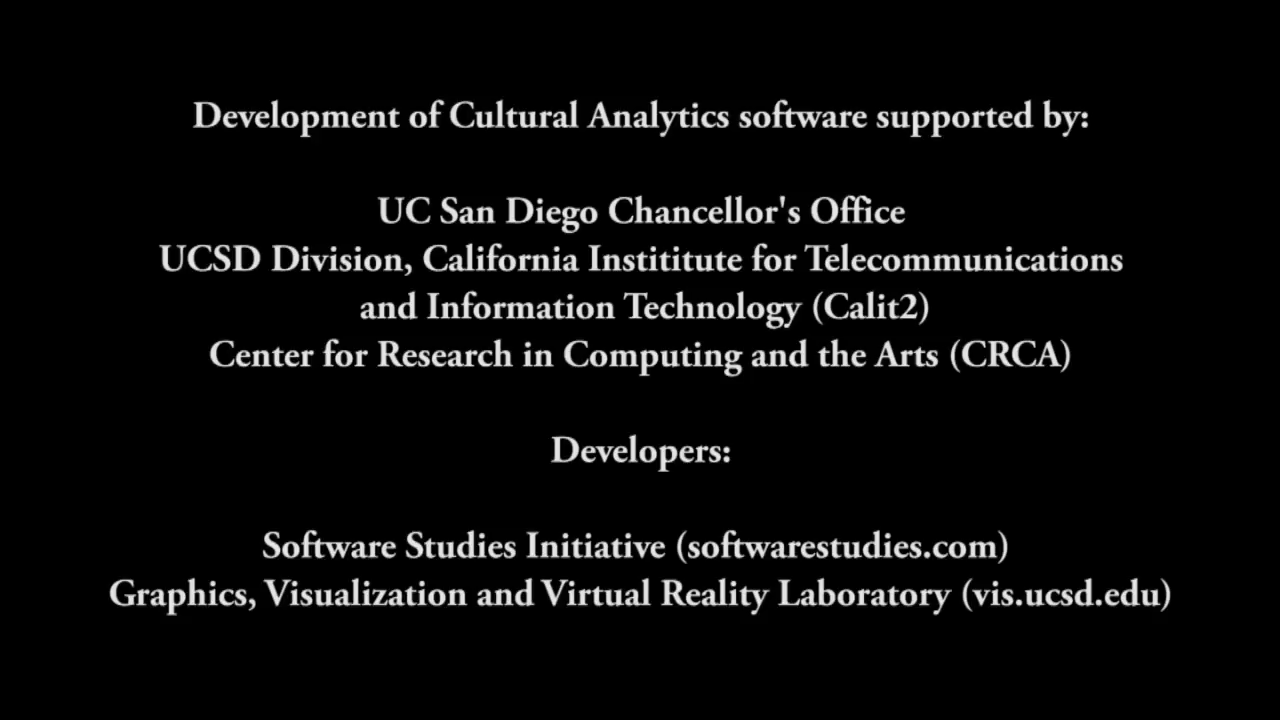 Development of Cultural Analytics software supported by:
UC San Diego Chancellor's Office
UCSD Division, California Instititute for Telecommunications
and Information Technology (Calit2)
Center for Research in Computing and the Arts (CRCA)
Developers:
Software Studies Initiative (softwarestudies.com)
Graphics, Visualization and Virtual Reality Laboratory (vis.ucsd.edu)